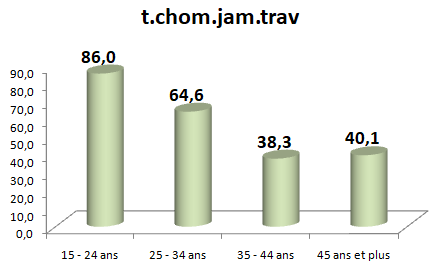 t.chom.jam.trav
86,0
64,6
38,3
40,1
90,0
80,0
70,0
60,0
50,0
40,0
30,0
20,0
10,0
0,0
15 - 24 ans
25 - 34 ans
35 - 44 ans
45 ans et plus